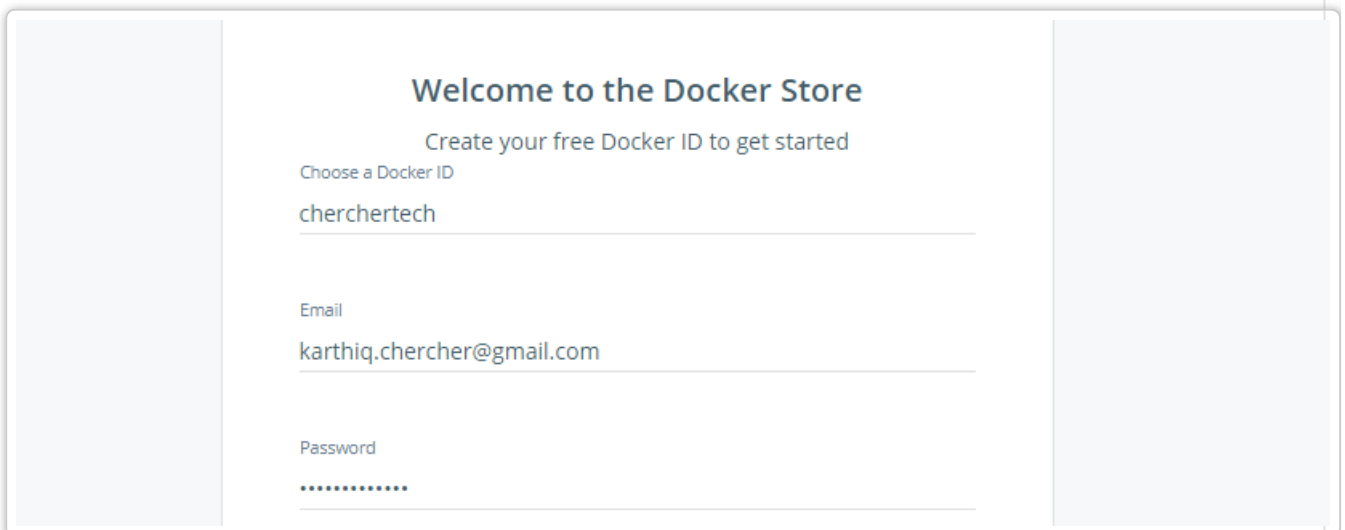 Welcome to the Docker Store
Create your free Docker ID to get started
Choose a Docker ID
cherchertech
Email
karthiq.chercher@gmail.com
Password
•••••••••••••